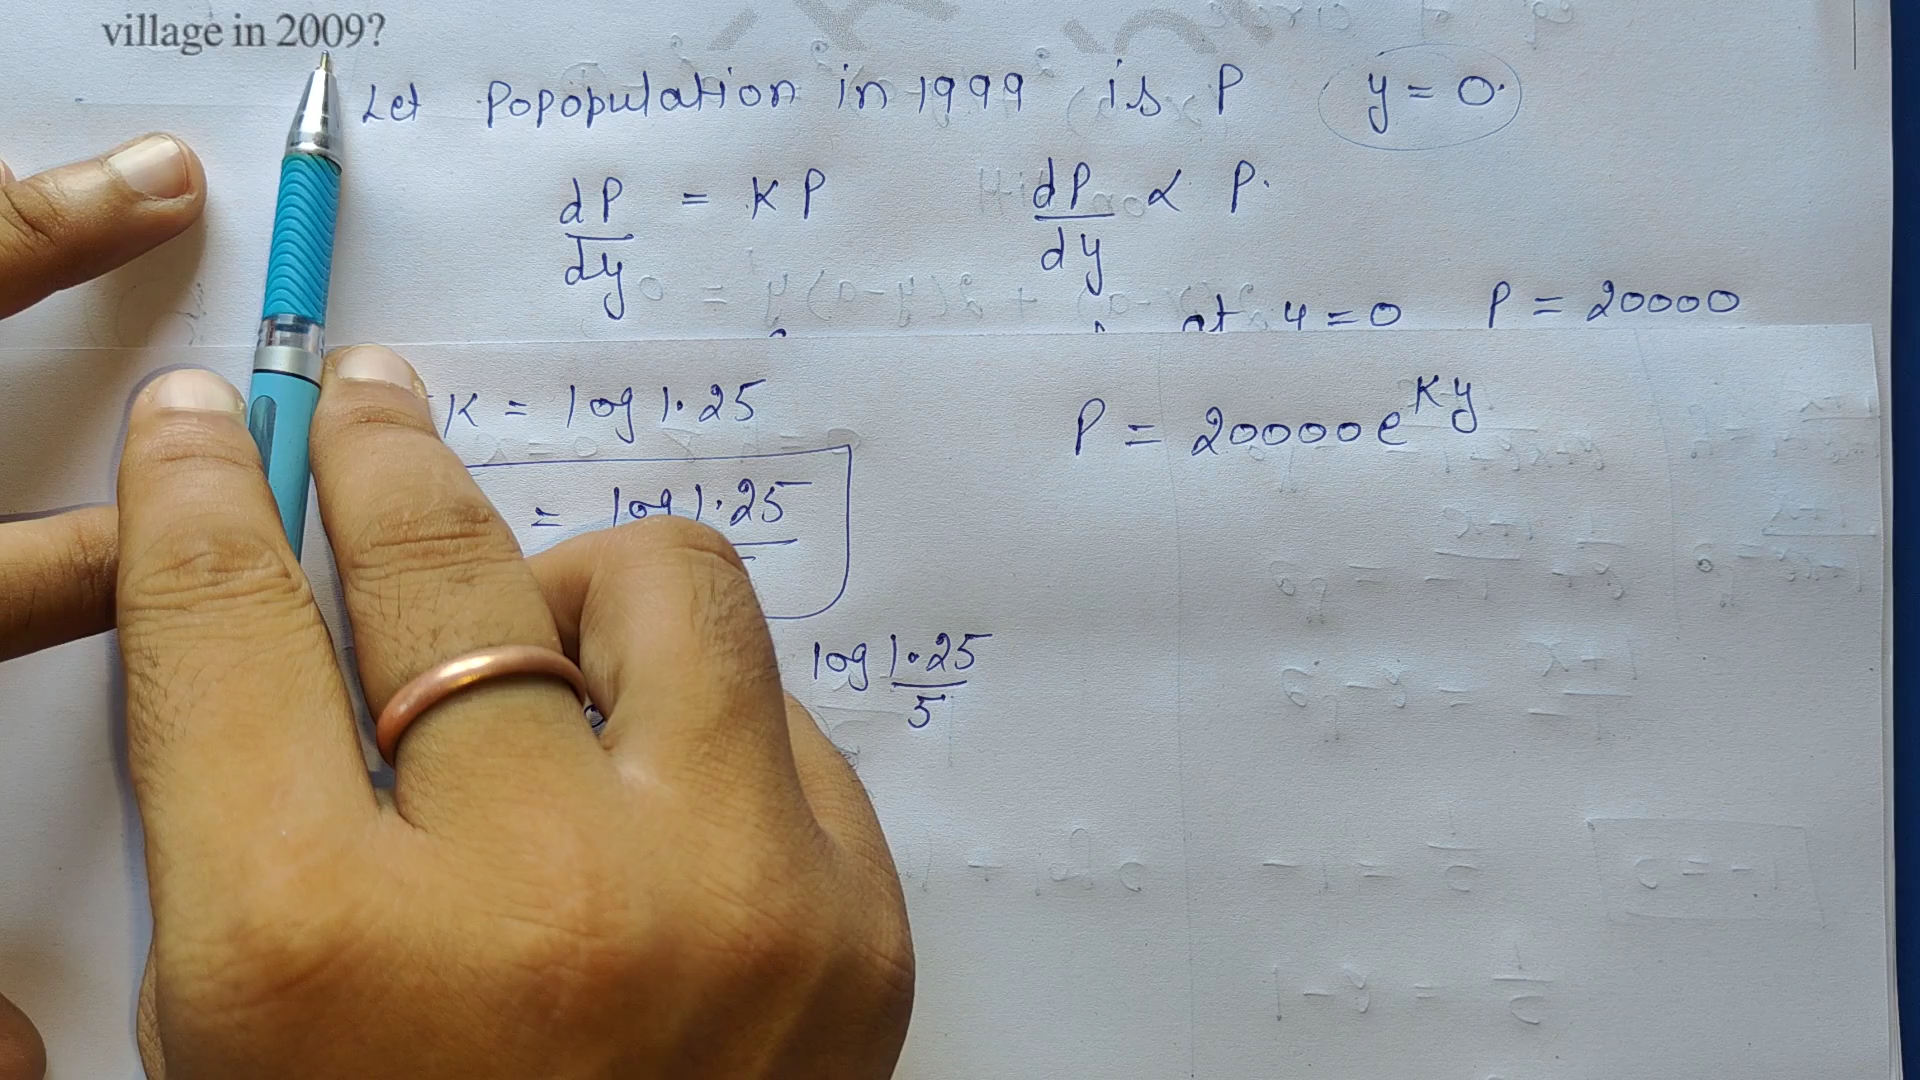 village in 2009?
Let Popopulation in 1999 is P y = 0.
dP/dy = KP dP/dy ∝ P.
at y = 0 P = 20000
K = log 1.25 P = 20000e^Ky
= log 1.25
log 1.25/5